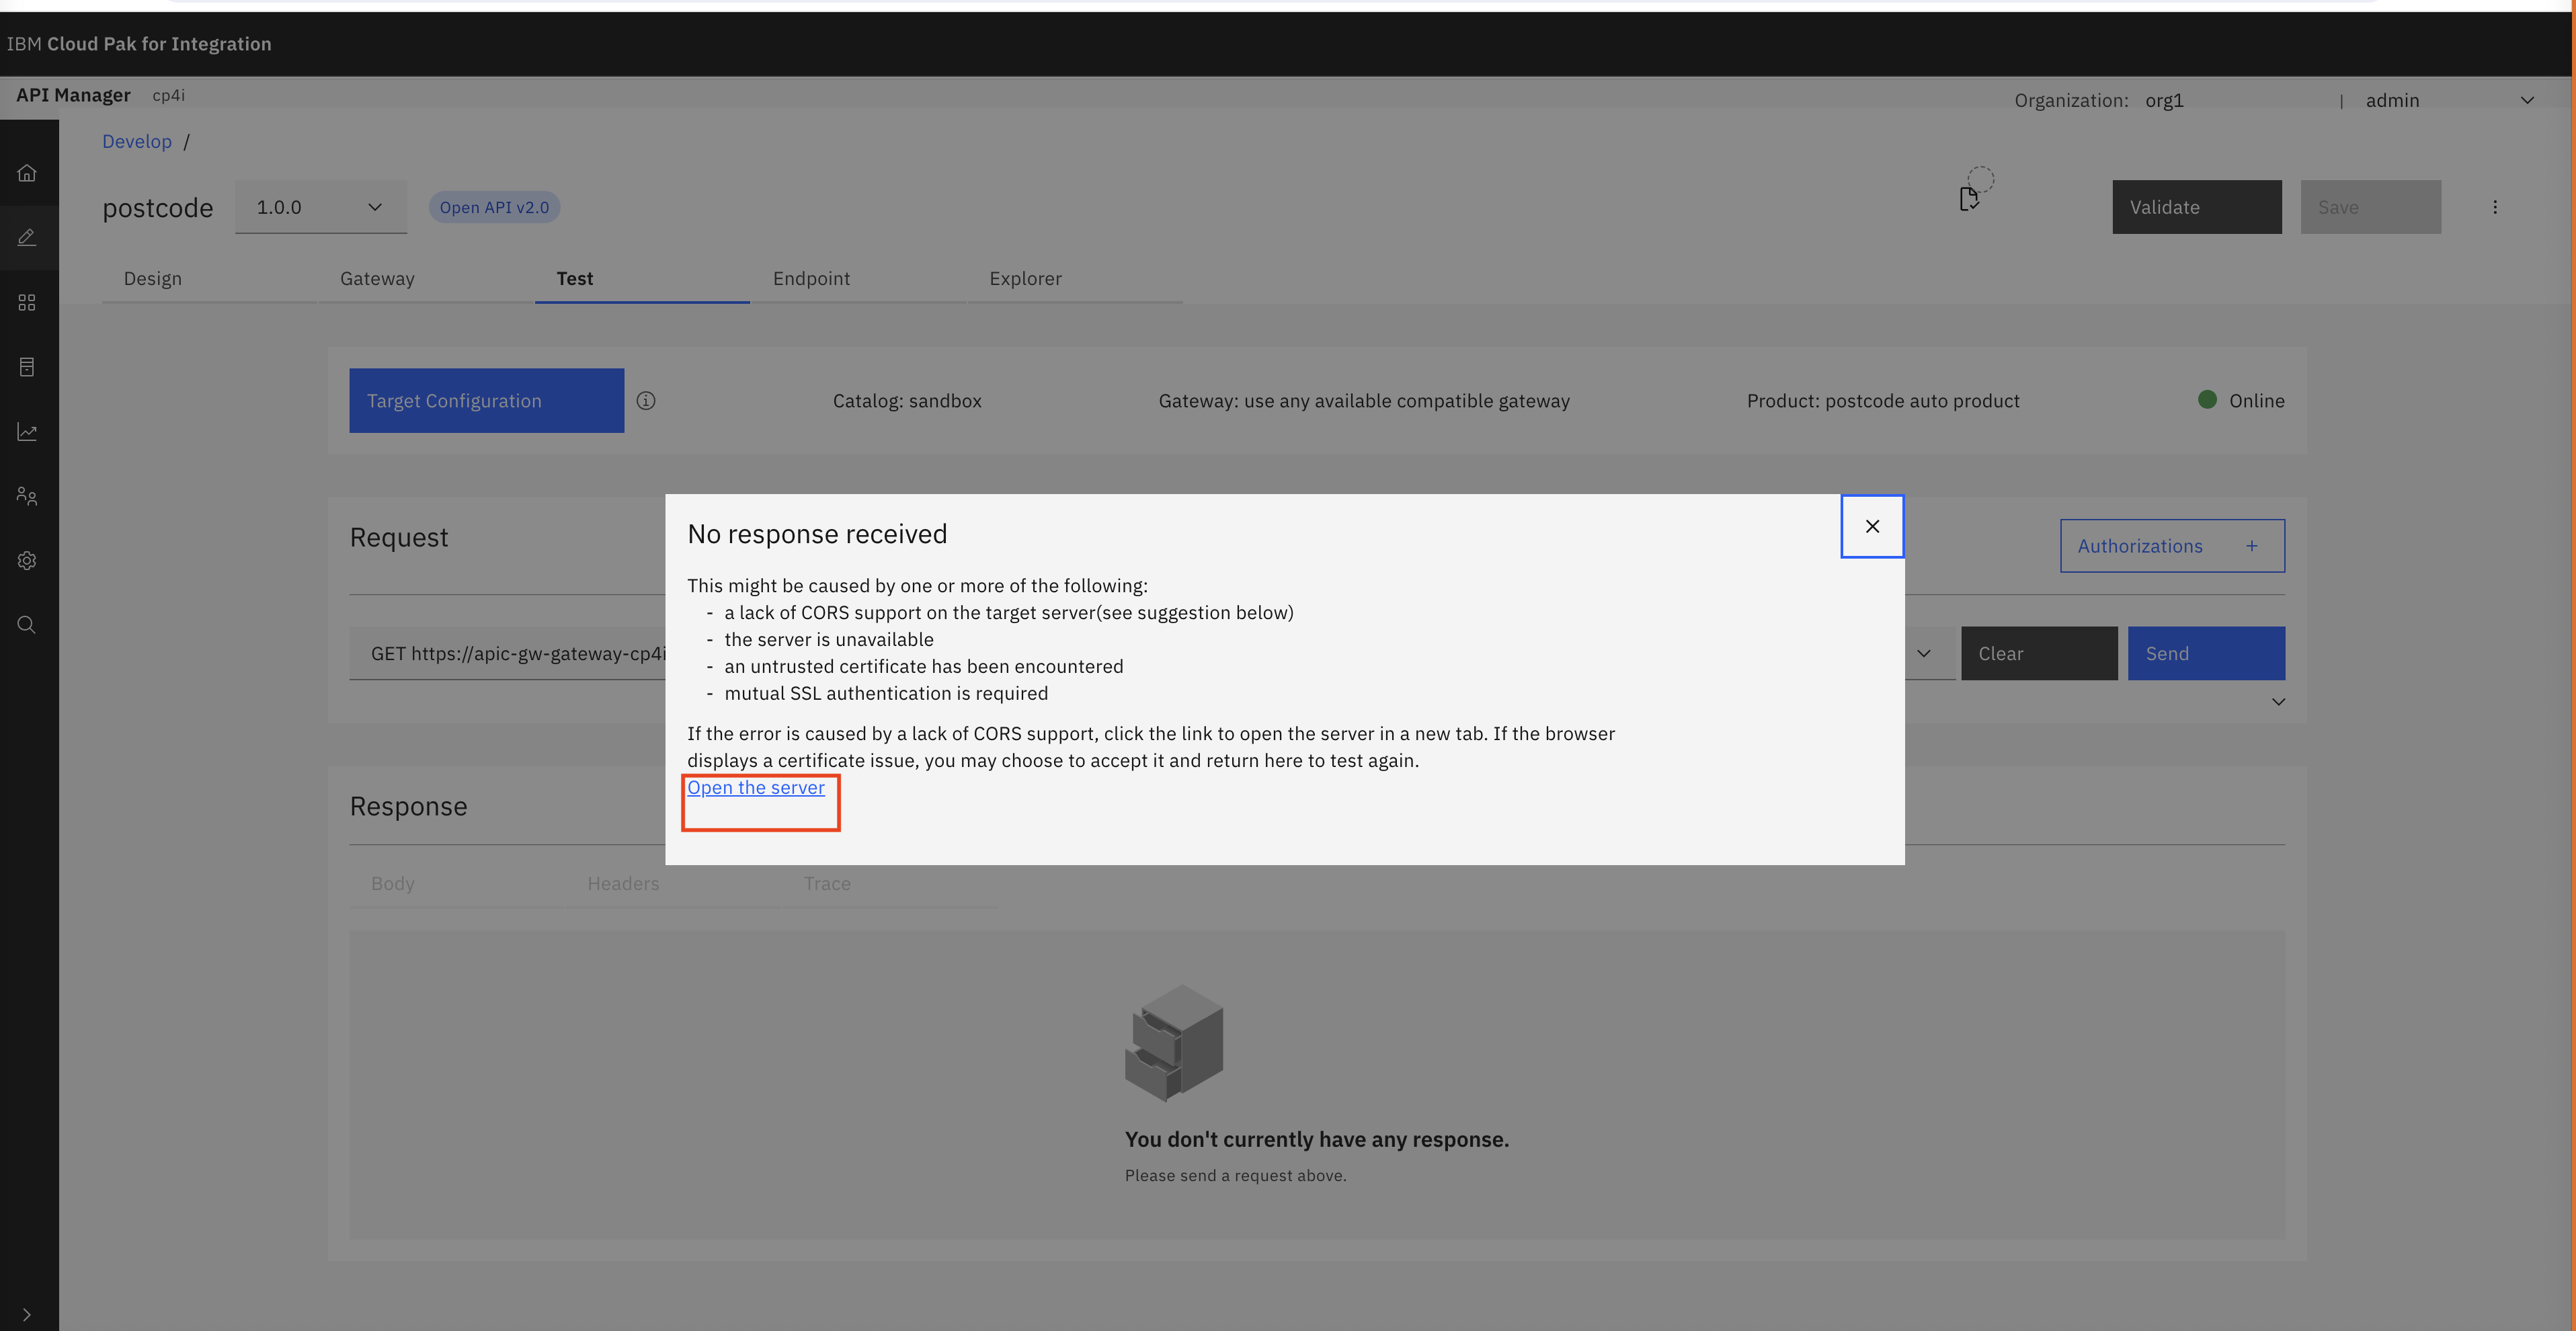 IBM Cloud Pak for Integration
API Manager cp4i Organization: org1 | admin
Develop /
postcode 1.0.0 Open API v2.0 Validate Save
Design Gateway Test Endpoint Explorer
Target Configuration Catalog: sandbox Gateway: use any available compatible gateway Product: postcode auto product Online
Request Authorizations +
GET https://apic-gw-gateway-cp4i Clear Send
No response received
This might be caused by one or more of the following:
- a lack of CORS support on the target server(see suggestion below)
- the server is unavailable
- an untrusted certificate has been encountered
- mutual SSL authentication is required
If the error is caused by a lack of CORS support, click the link to open the server in a new tab. If the browser
displays a certificate issue, you may choose to accept it and return here to test again.
Open the server
Response
Body Headers Trace
You don't currently have any response.
Please send a request above.